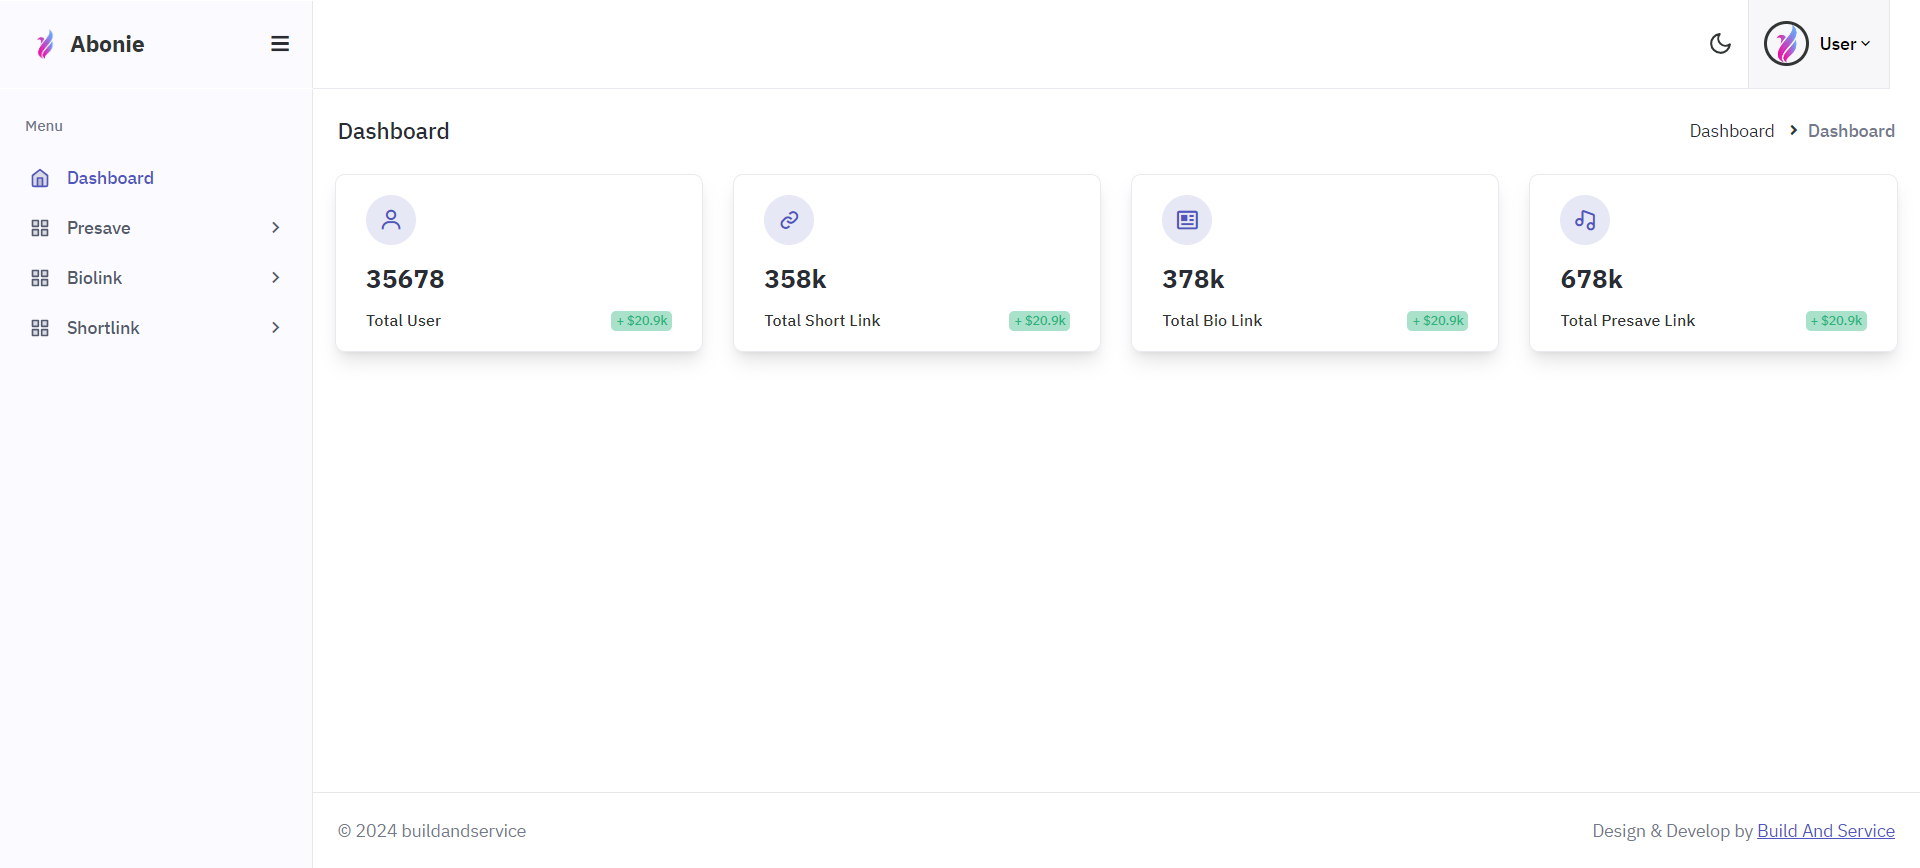 Abonie
User
Menu
Dashboard
Presave
Biolink
Shortlink
Dashboard
Dashboard Dashboard
35678
Total User + $20.9k
358k
Total Short Link + $20.9k
378k
Total Bio Link + $20.9k
678k
Total Presave Link + $20.9k
© 2024 buildandservice
Design & Develop by Build And Service